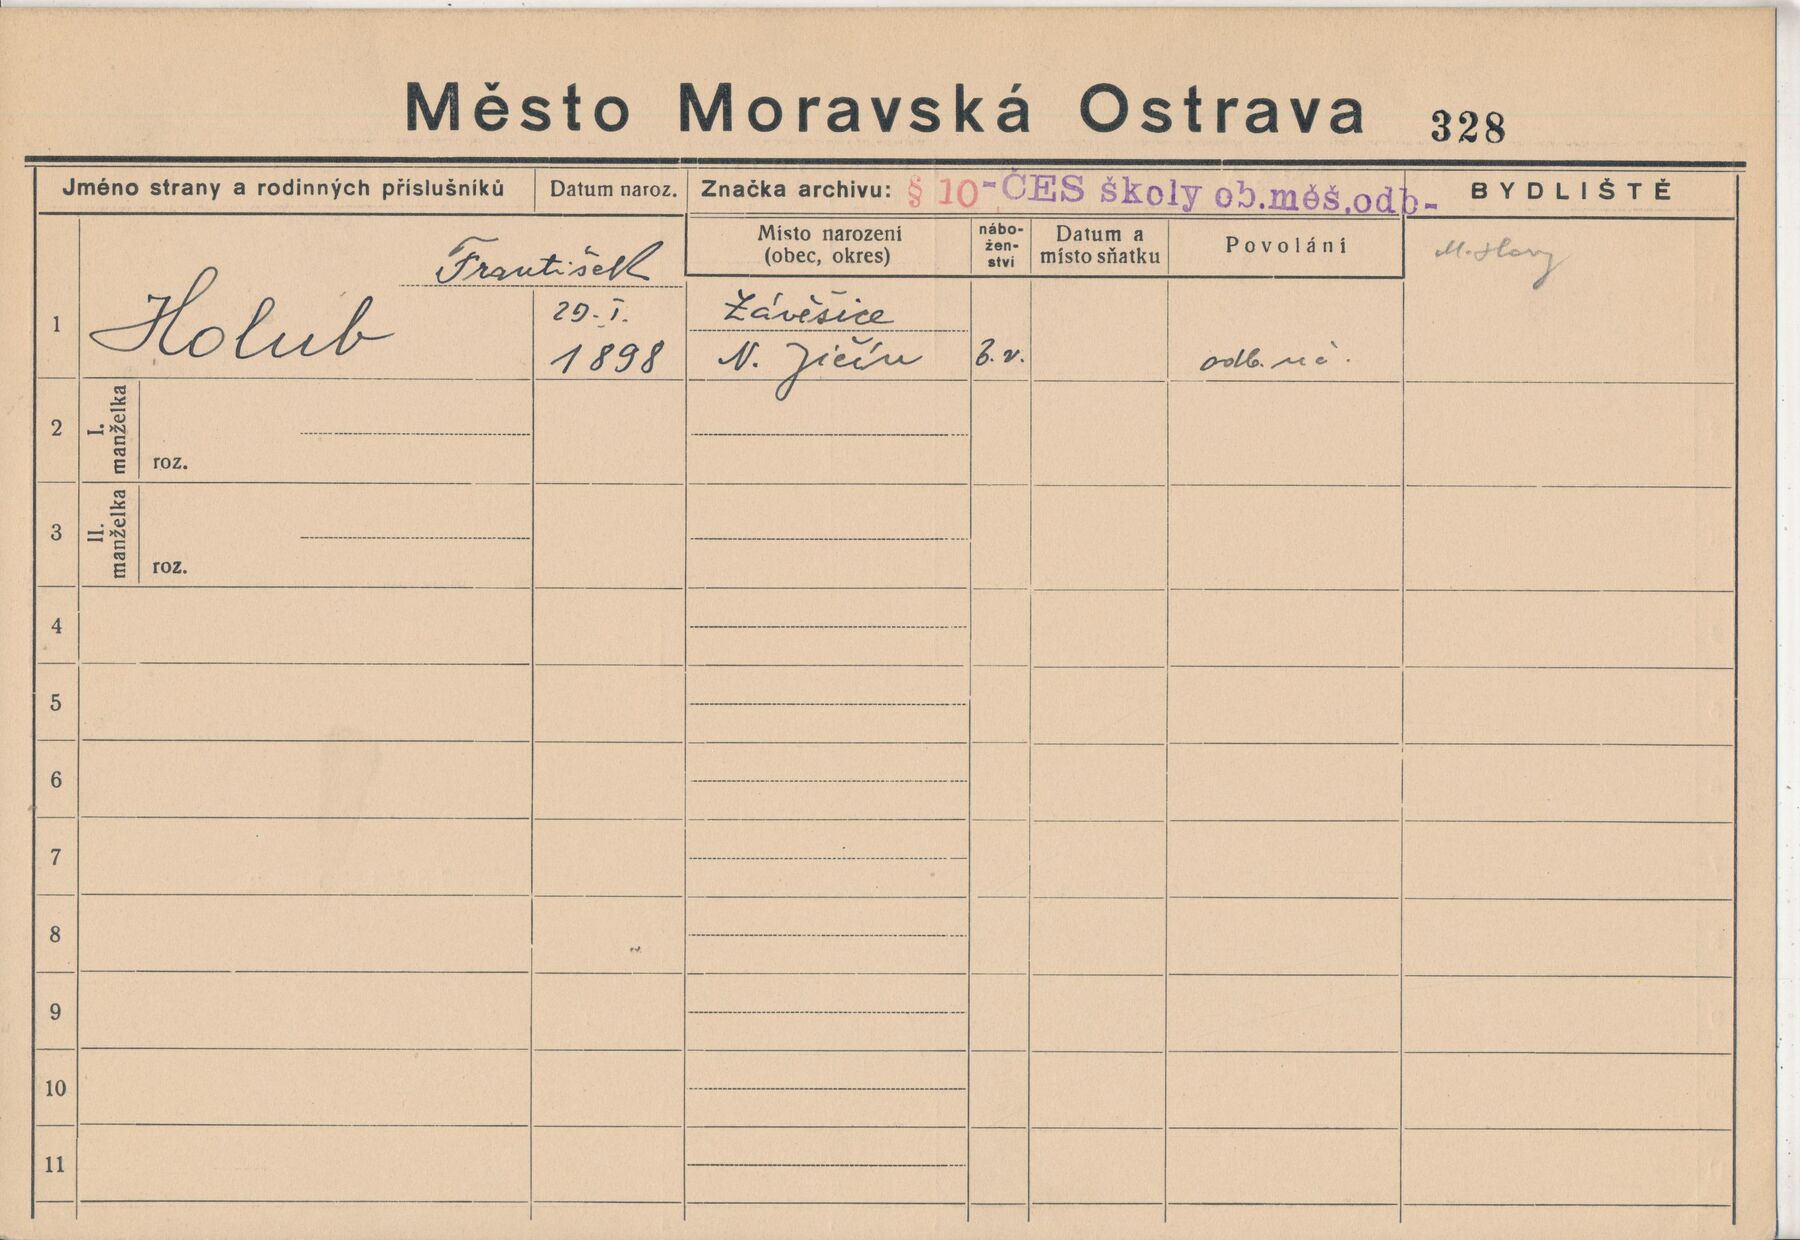 Město Moravská Ostrava 328
Jméno strany a rodinných příslušníků Datum naroz. Značka archivu: § 10-ČES školy ob.měš.odb- BYDLIŠTĚ
Místo narození (obec, okres) nábo-žen-ství Datum a místo sňatku Povolání
František
1 Holub 29. I. Závěšice
1898 N. Jičín b. v. odb. uč.
2 I. manželka
roz.
3 II. manželka
roz.
4
5
6
7
8
9
10
11